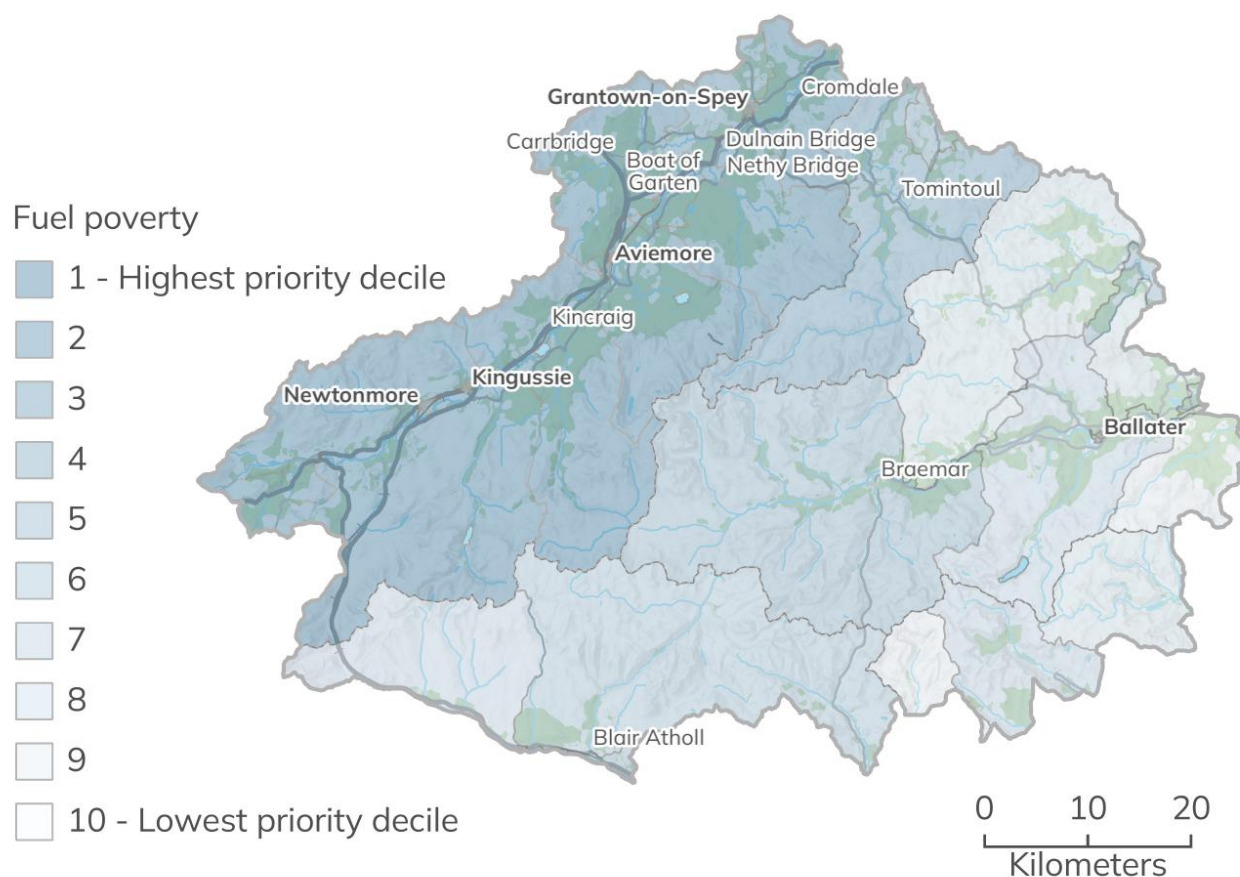 Fuel poverty
1 - Highest priority decile
2
3
4
5
6
7
8
9
10 - Lowest priority decile
Cromdale
Grantown-on-Spey
Carrbridge
Dulnain Bridge
Boat of
Garten
Nethy Bridge
Tomintoul
Aviemore
Kincraig
Kingussie
Newtonmore
Ballater
Braemar
Blair Atholl
0 10 20
Kilometers